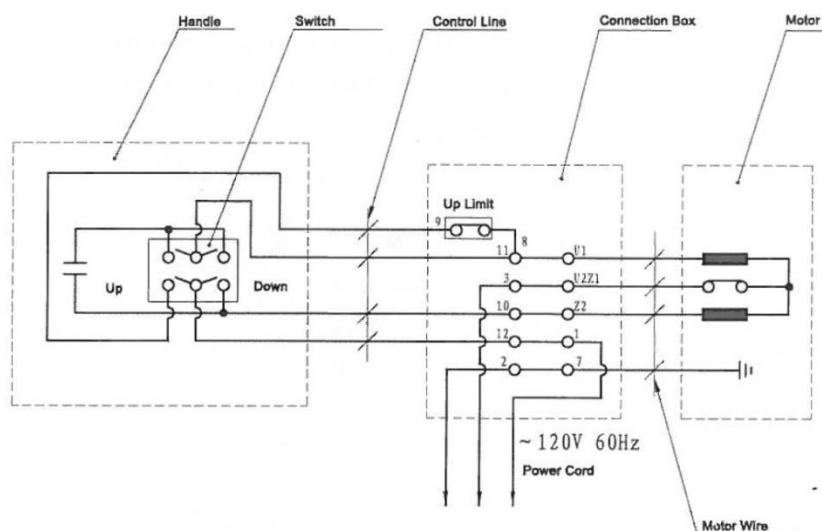 Handle
Switch
Control Line
Connection Box
Motor
Up Limit
9
8
11
U1
3
U2Z1
Up
Down
10
Z2
12
1
2
7
~ 120V 60Hz
Power Cord
Motor Wire